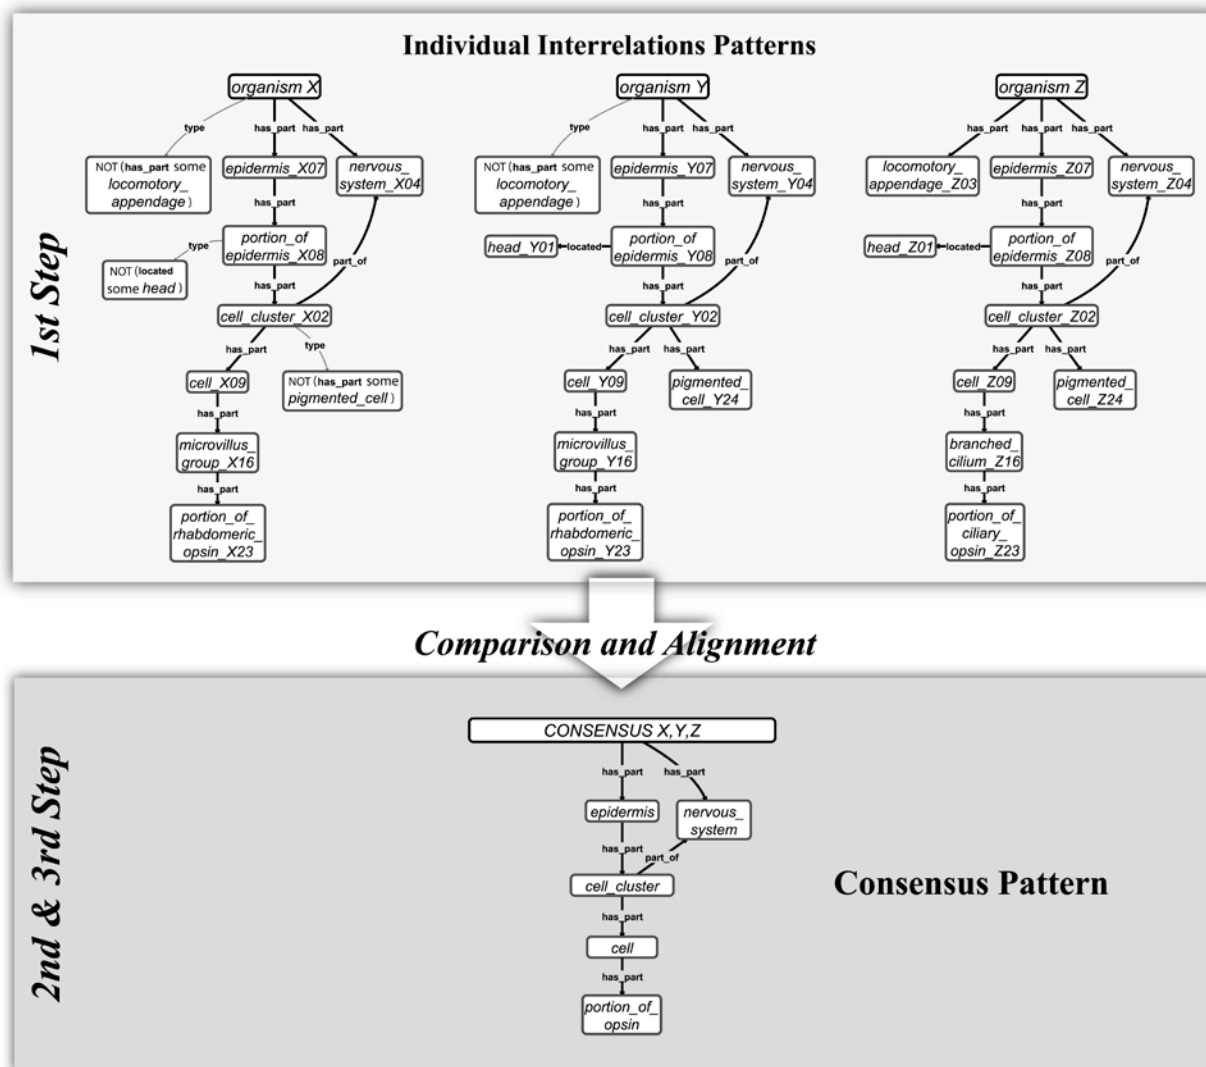 Individual Interrelations Patterns
1st Step
organism X
type
has_part
has_part
NOT (has_part some
locomotory_
appendage)
epidermis_X07
nervous_
system_X04
has_part
type
portion_of
epidermis_X08
NOT (located
some head)
part_of
has_part
cell_cluster_X02
has_part
type
cell_X09
NOT (has_part some
pigmented_cell)
has_part
microvillus_
group_X16
has_part
portion_of_
rhabdomeric_
opsin_X23
organism Y
type
has_part
has_part
NOT (has_part some
locomotory_
appendage)
epidermis_Y07
nervous_
system_Y04
has_part
head_Y01
located
portion_of
epidermis_Y08
part_of
has_part
cell_cluster_Y02
has_part
has_part
cell_Y09
pigmented_
cell_Y24
has_part
microvillus_
group_Y16
has_part
portion_of_
rhabdomeric_
opsin_Y23
organism Z
has_part
has_part
has_part
locomotory_
appendage_Z03
epidermis_Z07
nervous_
system_Z04
has_part
head_Z01
located
portion_of
epidermis_Z08
part_of
has_part
cell_cluster_Z02
has_part
has_part
cell_Z09
pigmented_
cell_Z24
has_part
branched_
cilium_Z16
has_part
portion_of_
ciliary_
opsin_Z23
Comparison and Alignment
2nd & 3rd Step
CONSENSUS X,Y,Z
has_part
has_part
epidermis
nervous_
system
has_part
part_of
cell_cluster
has_part
cell
has_part
portion_of_
opsin
Consensus Pattern